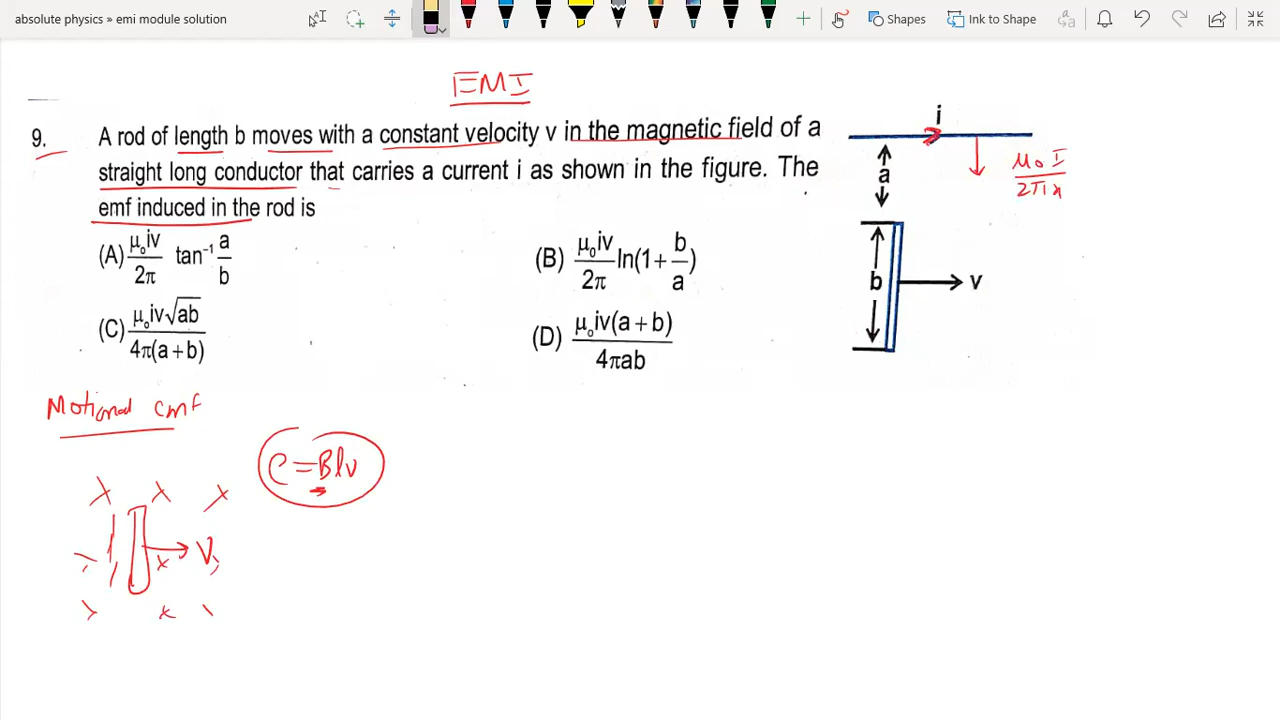 absolute physics » emi module solution
Shapes
Ink to Shape
EMI
9. A rod of length b moves with a constant velocity v in the magnetic field of a
straight long conductor that carries a current i as shown in the figure. The
emf induced in the rod is
(A) μ₀iv/2π tan⁻¹ a/b
(B) μ₀iv/2π ln(1+b/a)
(C) μ₀iv√ab/4π(a+b)
(D) μ₀iv(a+b)/4πab
i
a
μ₀I/2πx
b
v
Motional emf
e=Blv
x x x
V
x
x